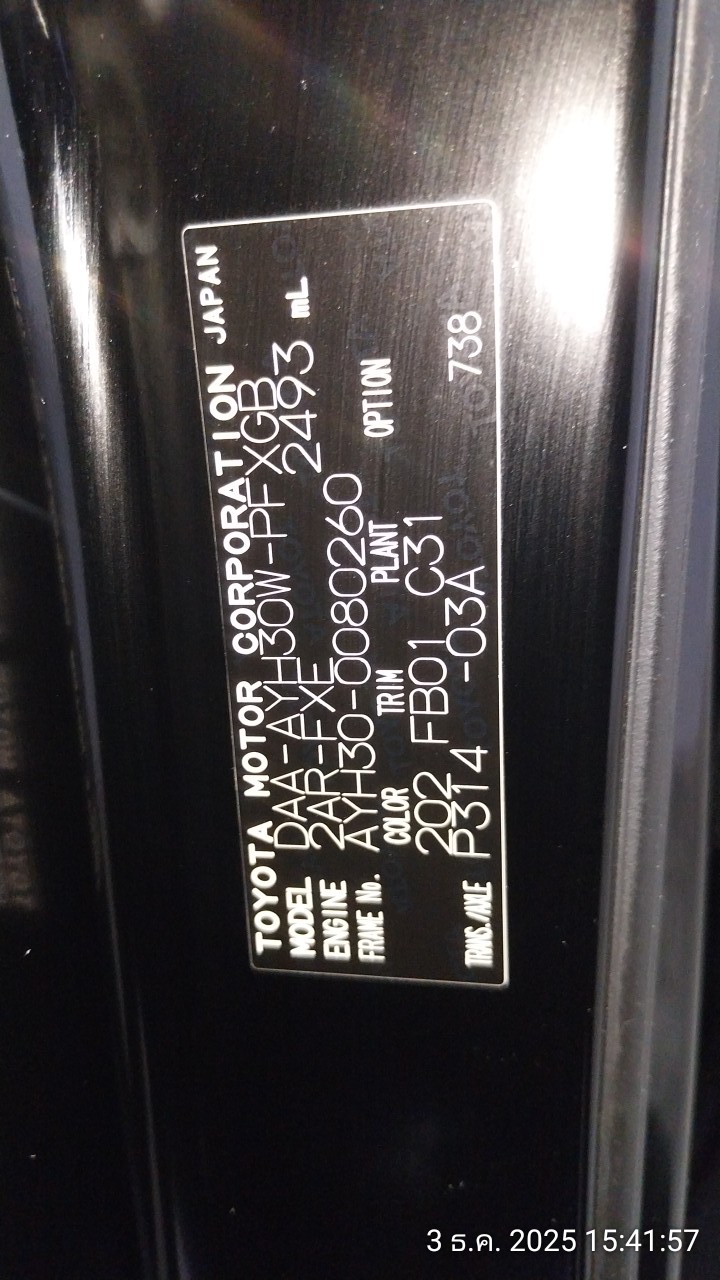 TOYOTA MOTOR CORPORATION JAPAN
MODEL DAA-AYH30W-PFXGB
ENGINE 2AR-FXE 2493 mL
FRAME No. AYH30-0080260
COLOR TRIM PLANT OPTION
202 FB01 C31
TRANS./AXLE P314 -03A 738
3 ธ.ค. 2025 15:41:57